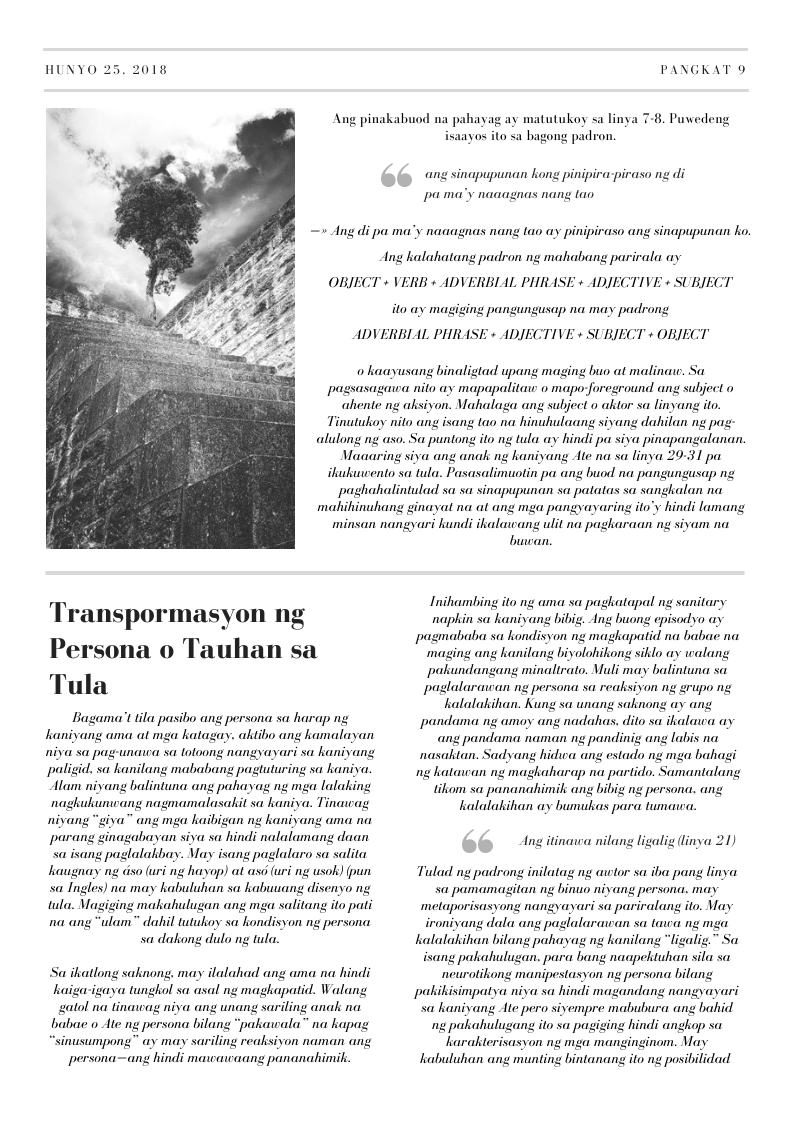 HUNYO 25, 2018
PANGKAT 9
Ang pinakabuod na pahayag ay matutukoy sa linya 7-8. Puwedeng
isaayos ito sa bagong padron.
“ ang sinapupunan kong pinipira-piraso ng di
pa ma’y naaagnas nang tao
—» Ang di pa ma’y naaagnas nang tao ay pinipiraso ang sinapupunan ko.
Ang kalahatang padron ng mahabang parirala ay
OBJECT + VERB + ADVERBIAL PHRASE + ADJECTIVE + SUBJECT
ito ay magiging pangungusap na may padrong
ADVERBIAL PHRASE + ADJECTIVE + SUBJECT + OBJECT
o kaayusang binaligtad upang maging buo at malinaw. Sa
pagsasagawa nito ay mapapalitaw o mapo-foreground ang subject o
ahente ng aksiyon. Mahalaga ang subject o aktor sa linyang ito.
Tinutukoy nito ang isang tao na hinuhulaang siyang dahilan ng pag-
alulong ng aso. Sa puntong ito ng tula ay hindi pa siya pinapangalanan.
Maaaring siya ang anak ng kaniyang Ate na sa linya 29-31 pa
ikukuwento sa tula. Pasasalimuotin pa ang buod na pangungusap ng
paghahalintulad sa sa sinapupunan sa patatas sa sangkalan na
mahihinuhang ginayat na at ang mga pangyayaring ito’y hindi lamang
minsan nangyari kundi ikalawang ulit na pagkaraan ng siyam na
buwan.
Transpormasyon ng
Persona o Tauhan sa
Tula
Bagama’t tila pasibo ang persona sa harap ng
kaniyang ama at mga katagay, aktibo ang kamalayan
niya sa pag-unawa sa totoong nangyayari sa kaniyang
paligid, sa kanilang mababang pagtuturing sa kaniya.
Alam niyang balintuna ang pahayag ng mga lalaking
nagkukunwang nagmamalasakit sa kaniya. Tinawag
niyang “giya” ang mga kaibigan ng kaniyang ama na
parang ginagabayan siya sa hindi nalalamang daan
sa isang paglalakbay. May isang paglalaro sa salita
kaugnay ng áso (uri ng hayop) at asó (uri ng usok) (pun
sa Ingles) na may kabuluhan sa kabuuang disenyo ng
tula. Magiging makahulugan ang mga salitang ito pati
na ang “ulam” dahil tutukoy sa kondisyon ng persona
sa dakong dulo ng tula.
Sa ikatlong saknong, may ilalahad ang ama na hindi
kaiga-igaya tungkol sa asal ng magkapatid. Walang
gatol na tinawag niya ang unang sariling anak na
babae o Ate ng persona bilang “pakawala” na kapag
“sinusumpong” ay may sariling reaksiyon naman ang
persona—ang hindi mawawaang pananahimik.
Inihambing ito ng ama sa pagkatapal ng sanitary
napkin sa kaniyang bibig. Ang buong episodyo ay
pagmababa sa kondisyon ng magkapatid na babae na
maging ang kanilang biyolohikong siklo ay walang
pakundangang minaltrato. Muli may balintuna sa
paglalarawan ng persona sa reaksiyon ng grupo ng
kalalakihan. Kung sa unang saknong ay ang
pandama ng amoy ang nadahas, dito sa ikalawa ay
ang pandama naman ng pandinig ang labis na
nasaktan. Sadyang hidwa ang estado ng mga bahagi
ng katawan ng magkaharap na partido. Samantalang
tikom sa pananahimik ang bibig ng persona, ang
kalalakihan ay bumukas para tumawa.
“ Ang itinawa nilang ligalig (linya 21)
Tulad ng padrong inilatag ng awtor sa iba pang linya
sa pamamagitan ng binuo niyang persona, may
metaporisasyong nangyayari sa pariralang ito. May
ironiyang dala ang paglalarawan sa tawa ng mga
kalalakihan bilang pahayag ng kanilang “ligalig.” Sa
isang pakahulugan, para bang naapektuhan sila sa
neurotikong manipestasyon ng persona bilang
pakikisimpatya niya sa hindi magandang nangyayari
sa kaniyang Ate pero siyempre mabubura ang bahid
ng pakahulugang ito sa pagiging hindi angkop sa
karakterisasyon ng mga manginginom. May
kabuluhan ang munting bintanang ito ng posibilidad